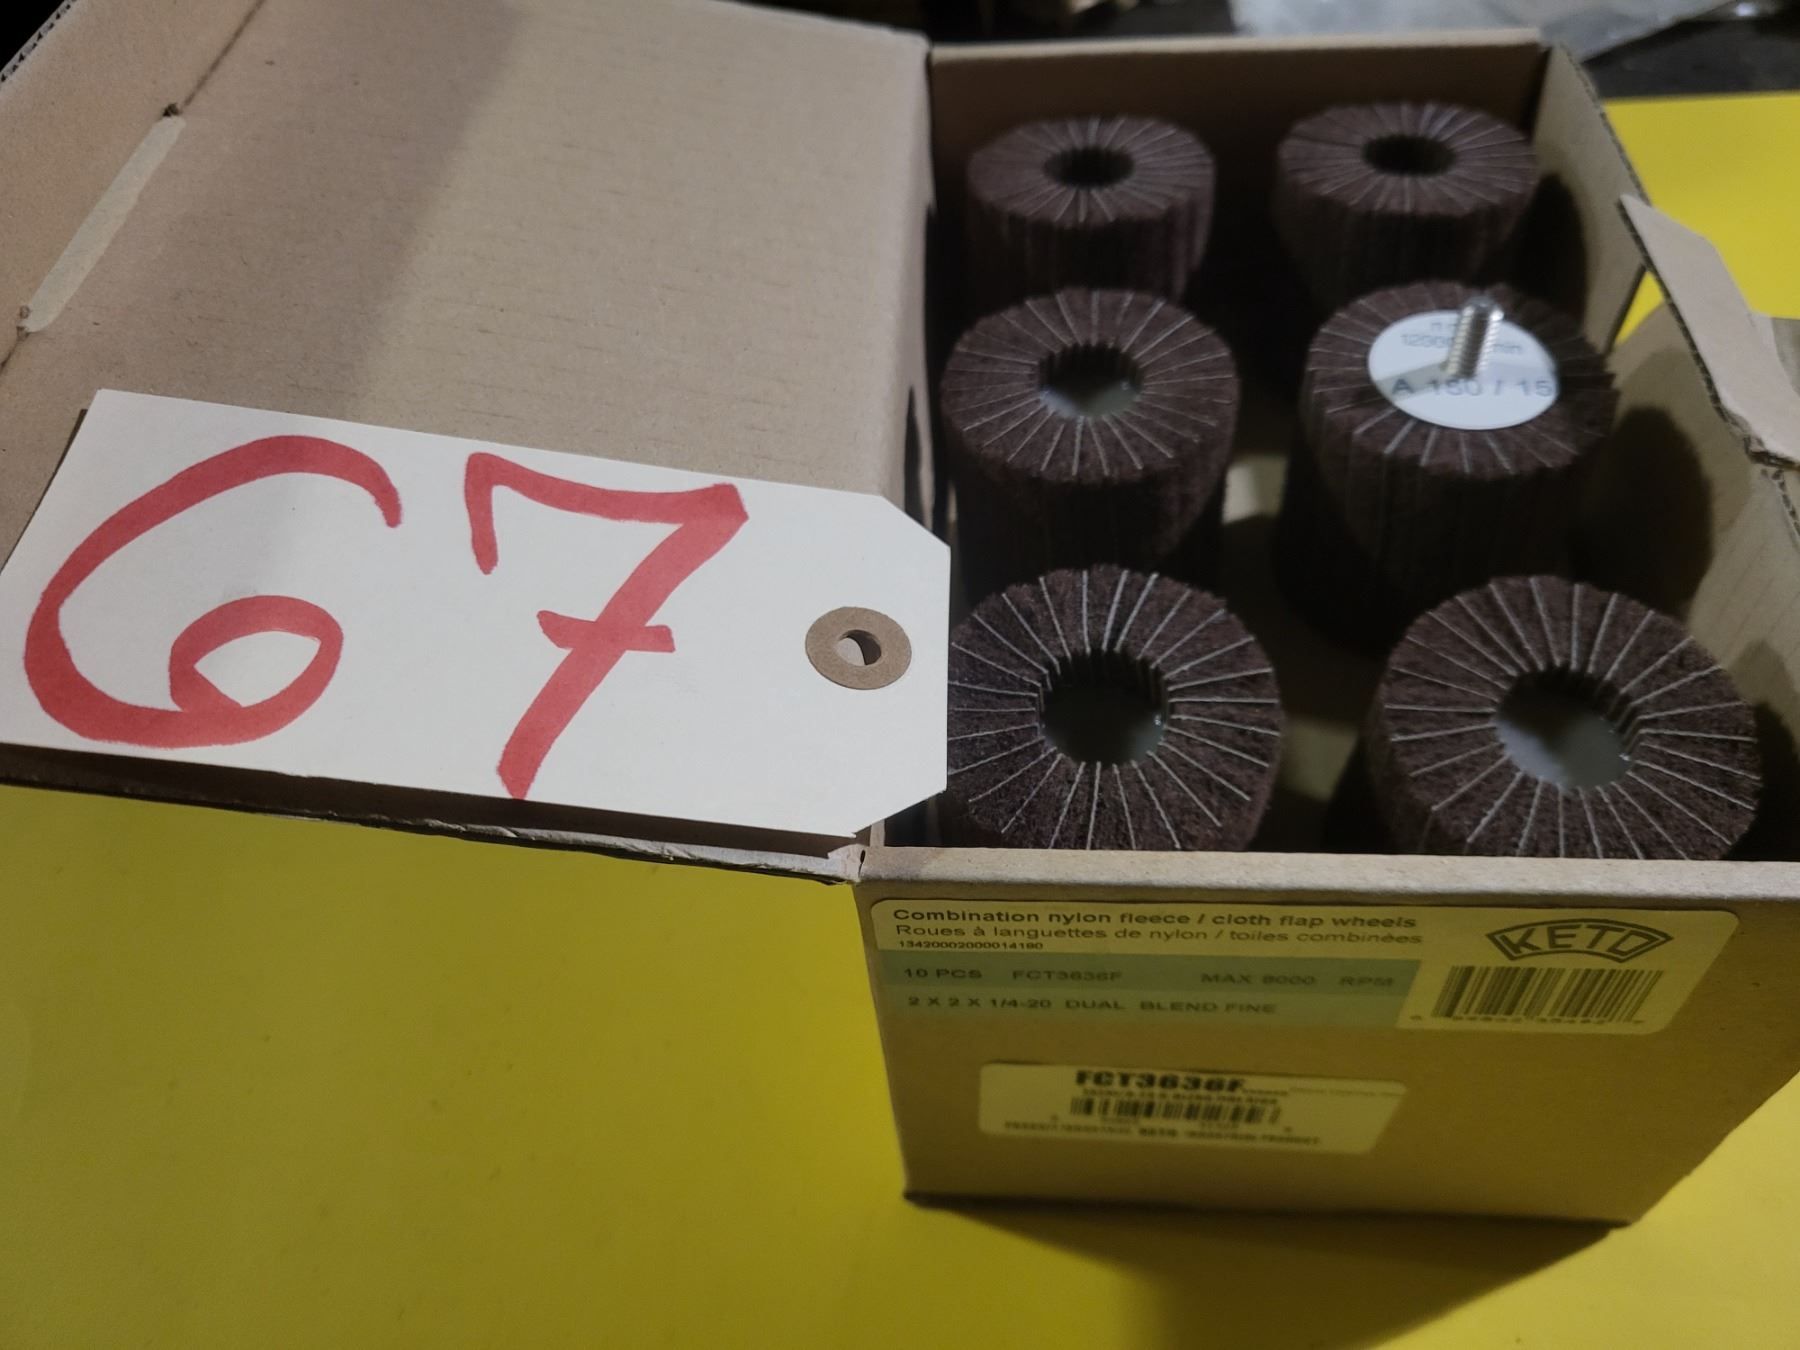 67
A 180 / 15
Combination nylon fleece / cloth flap wheels
Roues à languettes de nylon / toiles combinées
13420002000014180
KETO
10 PCS FCT3636F MAX 8000 RPM
2 X 2 X 1/4-20 DUAL BLEND FINE
FCT3636F